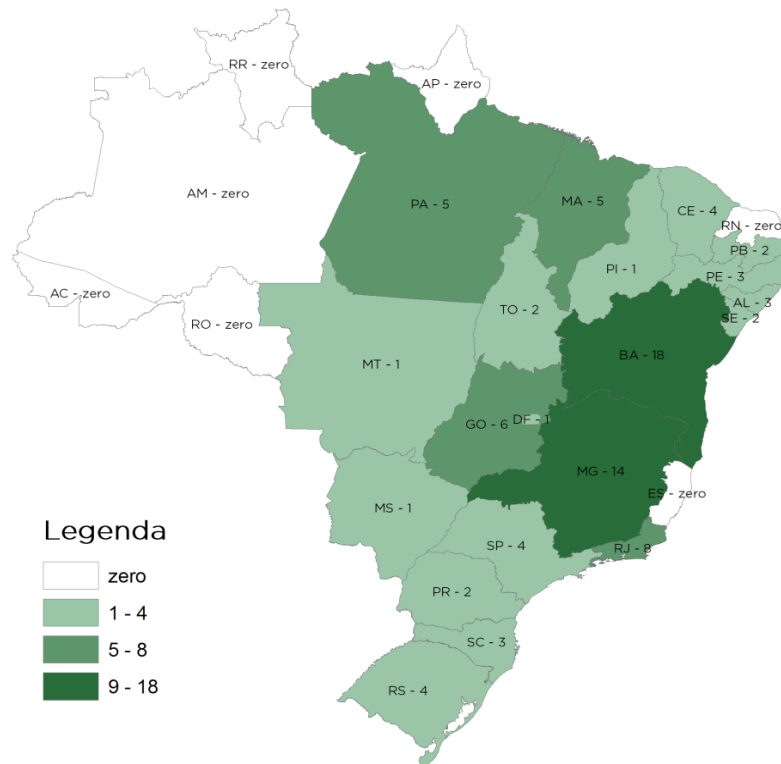 RR - zero
AP - zero
AM - zero
PA - 5
MA - 5
CE - 4
RN - zero
PB - 2
PI - 1
PE - 3
AC - zero
AL - 3
RO - zero
TO - 2
SE - 2
MT - 1
BA - 18
GO - 6
DF - 1
MG - 14
ES - zero
MS - 1
SP - 4
RJ - 8
PR - 2
SC - 3
RS - 4
Legenda
zero
1 - 4
5 - 8
9 - 18